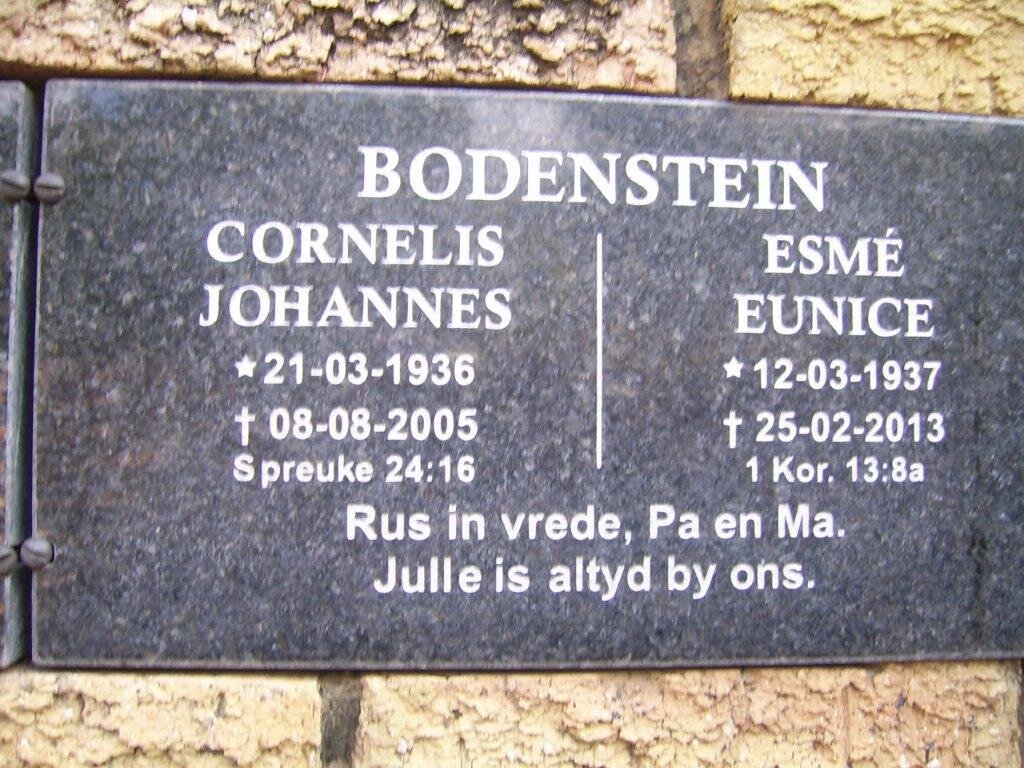 BODENSTEIN
CORNELIS
JOHANNES
★21-03-1936
† 08-08-2005
Spreuke 24:16
ESMÉ
EUNICE
★12-03-1937
† 25-02-2013
1 Kor. 13:8a
Rus in vrede, Pa en Ma.
Julle is altyd by ons.